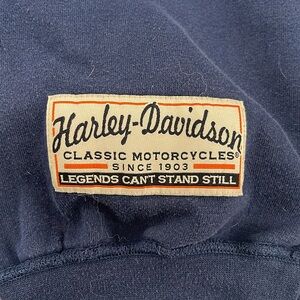 Harley-Davidson
CLASSIC MOTORCYCLES®
SINCE 1903
LEGENDS CAN'T STAND STILL